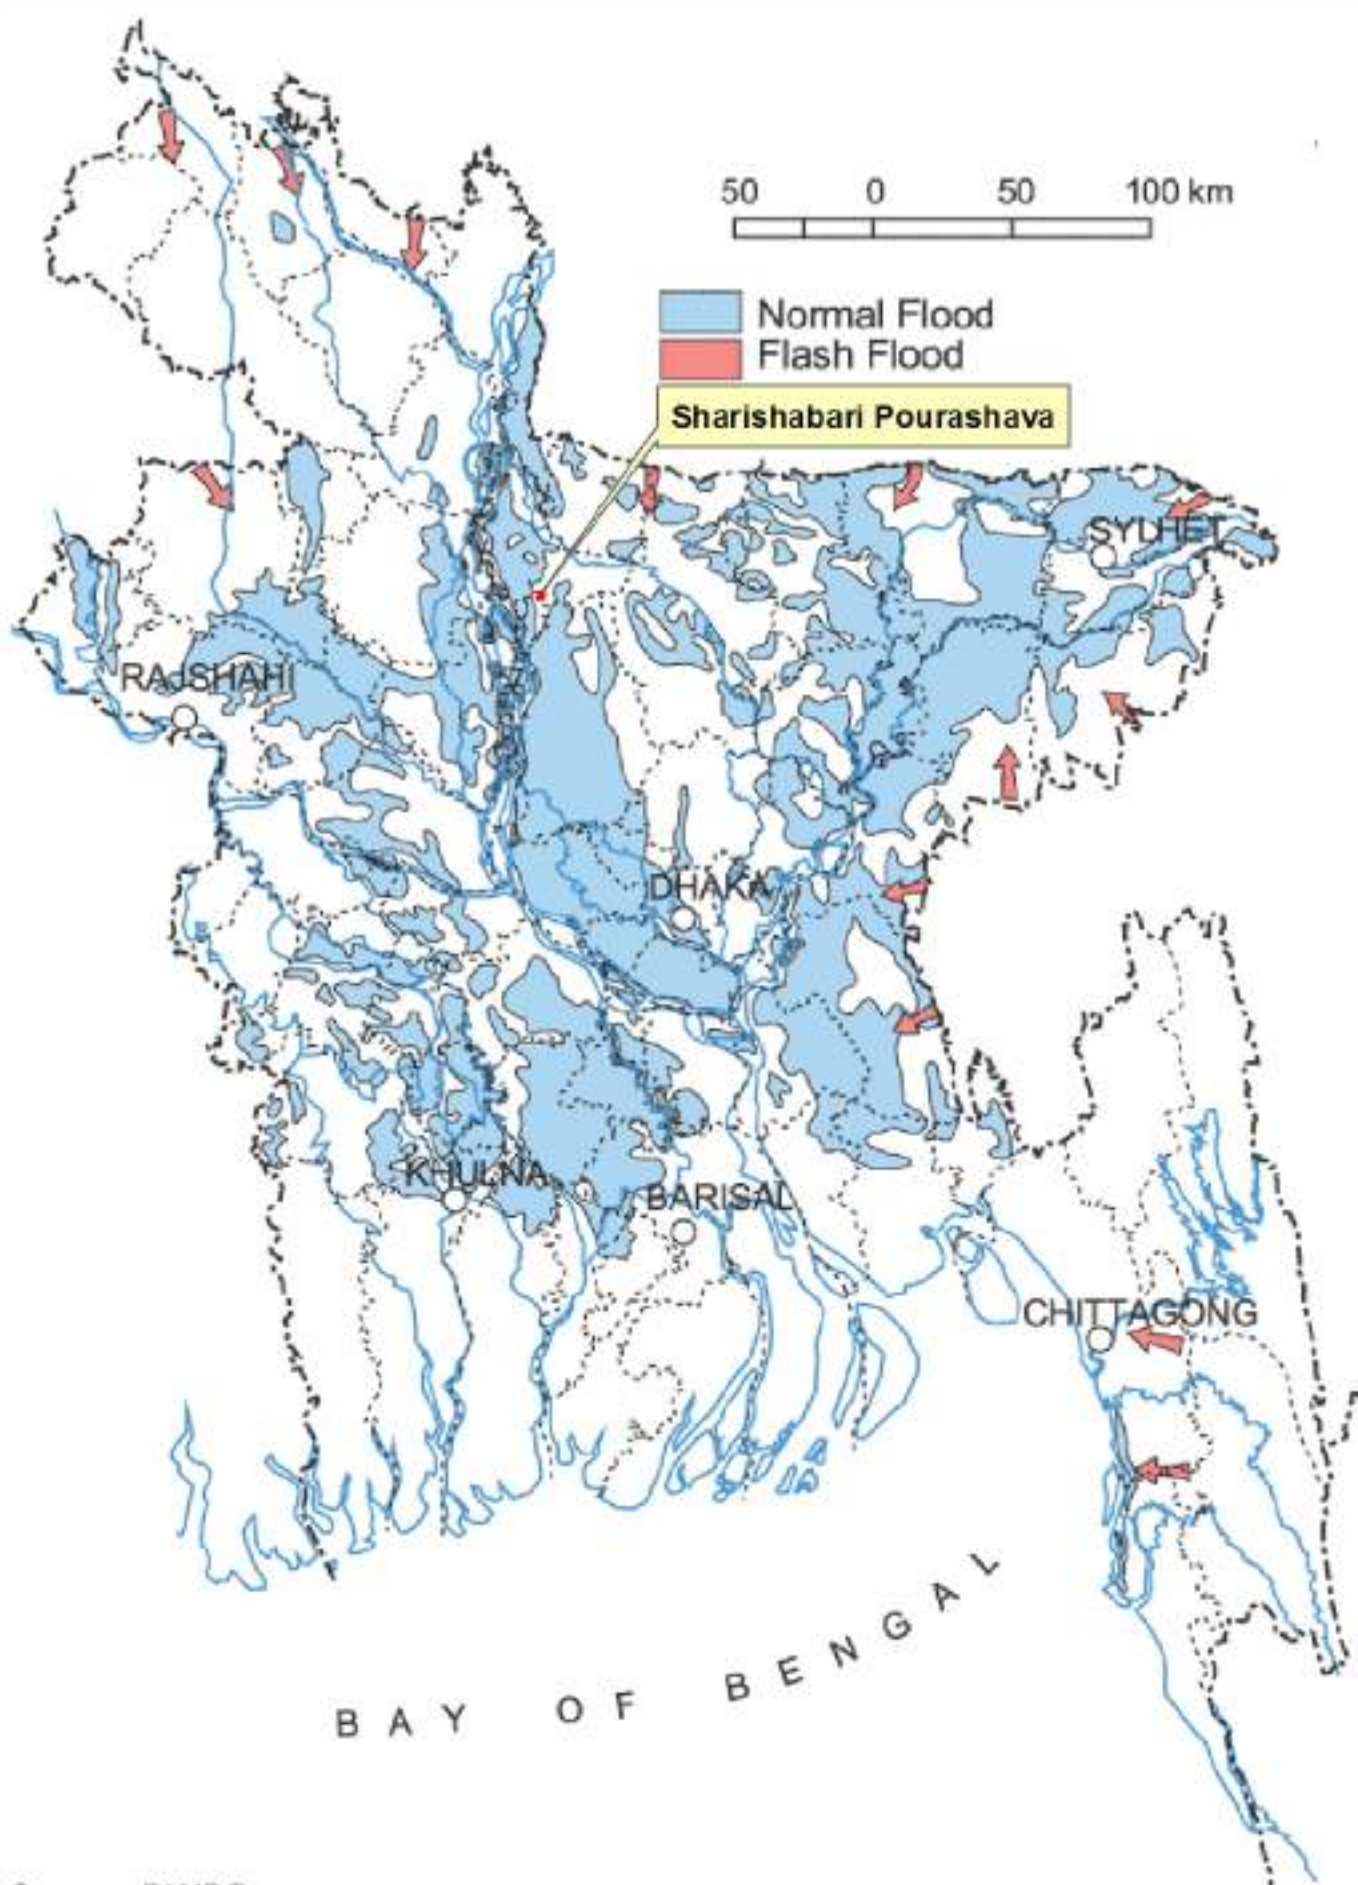 50 0 50 100 km
Normal Flood
Flash Flood
Sharishabari Pourashava
SYLHET
RAJSHAHI
DHAKA
KHULNA
BARISAL
CHITTAGONG
BAY OF BENGAL